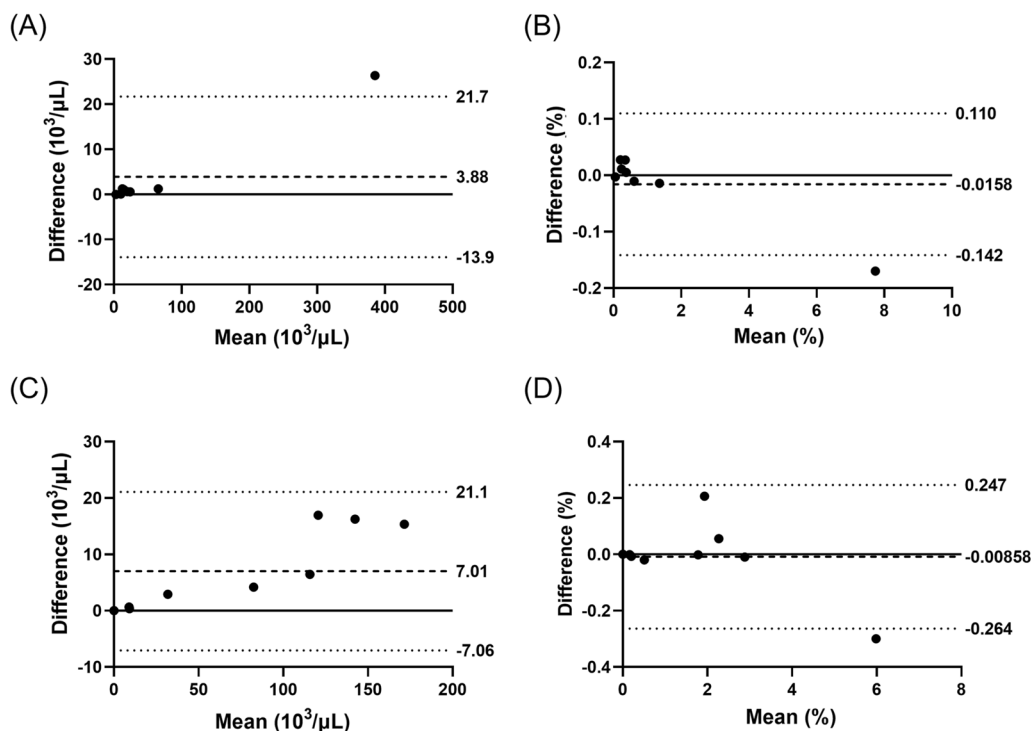 (A)
Difference (10³/µL)
30
20
10
0
-10
-20
21.7
3.88
-13.9
0 100 200 300 400 500
Mean (10³/µL)
(B)
Difference (%)
0.2
0.1
0.0
-0.1
-0.2
0.110
-0.0158
-0.142
0 2 4 6 8 10
Mean (%)
(C)
Difference (10³/µL)
30
20
10
0
-10
21.1
7.01
-7.06
0 50 100 150 200
Mean (10³/µL)
(D)
Difference (%)
0.4
0.2
0.0
-0.2
-0.4
0.247
-0.00858
-0.264
0 2 4 6 8
Mean (%)